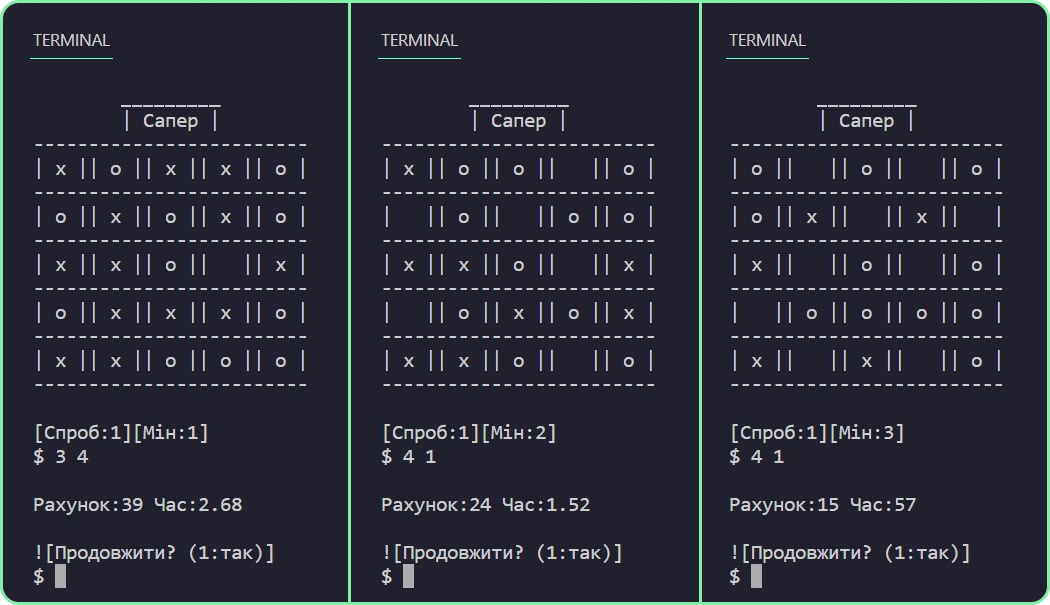 TERMINAL
_________
| Сапер |
-------------------------
| x || o || x || x || o |
-------------------------
| o || x || o || x || o |
-------------------------
| x || x || o ||   || x |
-------------------------
| o || x || x || x || o |
-------------------------
| x || x || o || o || o |
-------------------------
[Спроб:1][Мін:1]
$ 3 4
Рахунок:39 Час:2.68
![Продовжити? (1:так)]
$
TERMINAL
_________
| Сапер |
-------------------------
| x || o || o ||   || o |
-------------------------
|   || o ||   || o || o |
-------------------------
| x || x || o ||   || x |
-------------------------
|   || o || x || o || x |
-------------------------
| x || x || o ||   || o |
-------------------------
[Спроб:1][Мін:2]
$ 4 1
Рахунок:24 Час:1.52
![Продовжити? (1:так)]
$
TERMINAL
_________
| Сапер |
-------------------------
| o ||   || o ||   || o |
-------------------------
| o || x ||   || x ||   |
-------------------------
| x ||   || o ||   || o |
-------------------------
|   || o || o || o || o |
-------------------------
| x ||   || x ||   || o |
-------------------------
[Спроб:1][Мін:3]
$ 4 1
Рахунок:15 Час:57
![Продовжити? (1:так)]
$